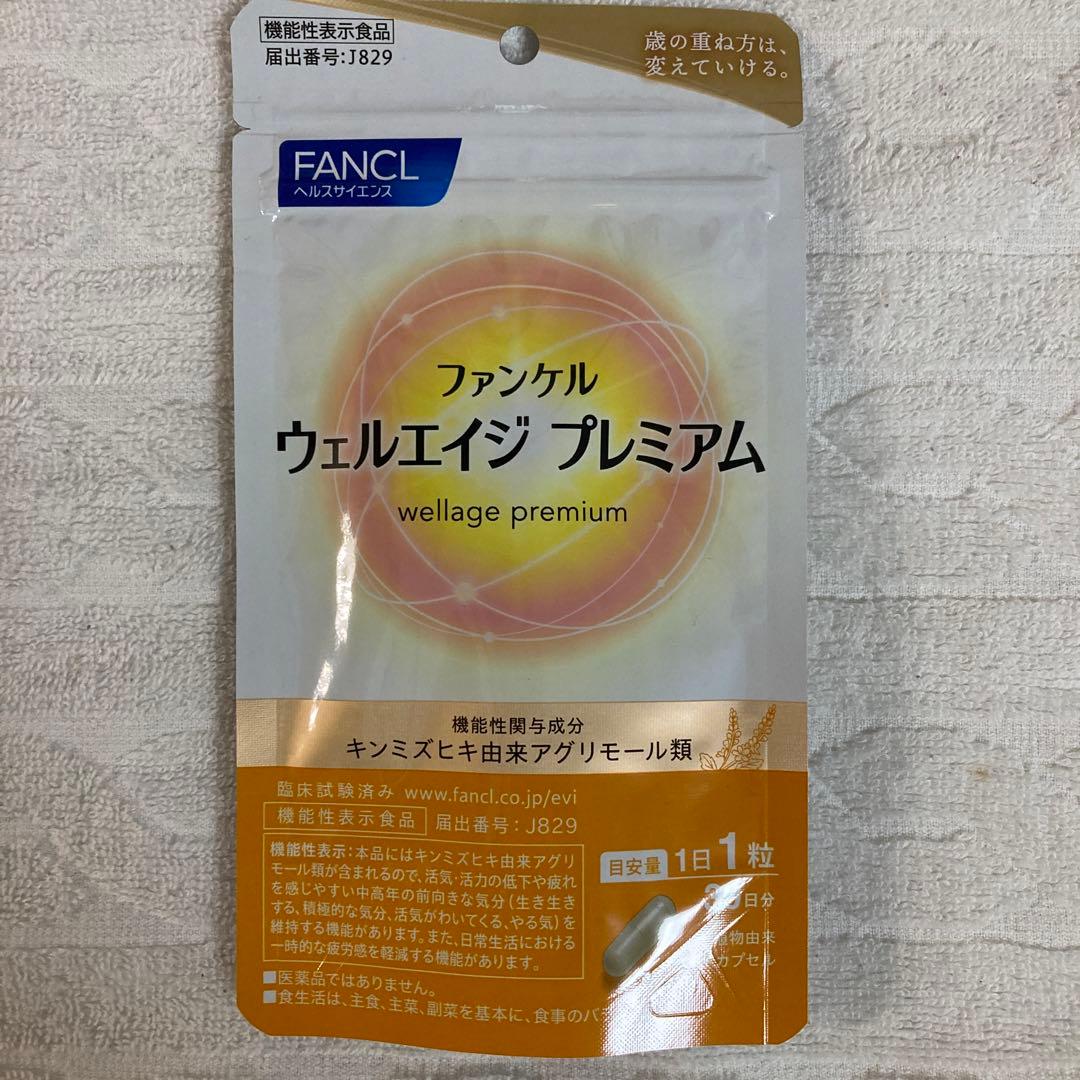 機能性表示食品
届出番号:J829
歳の重ね方は、
変えていける。
FANCL
ヘルスサイエンス
ファンケル
ウェルエイジ プレミアム
wellage premium
機能性関与成分
キンミズヒキ由来アグリモール類
臨床試験済み www.fancl.co.jp/evi
機能性表示食品 届出番号:J829
機能性表示:本品にはキンミズヒキ由来アグリ
モール類が含まれるので、活気・活力の低下や疲れ
を感じやすい中高年の前向きな気分(生き生き
する、積極的な気分、活気がわいてくる、やる気)を
維持する機能があります。また、日常生活における
一時的な疲労感を軽減する機能があります。
目安量 1日1粒
日分
物由来
カプセル
■医薬品ではありません。
■食生活は、主食、主菜、副菜を基本に、食事のバ